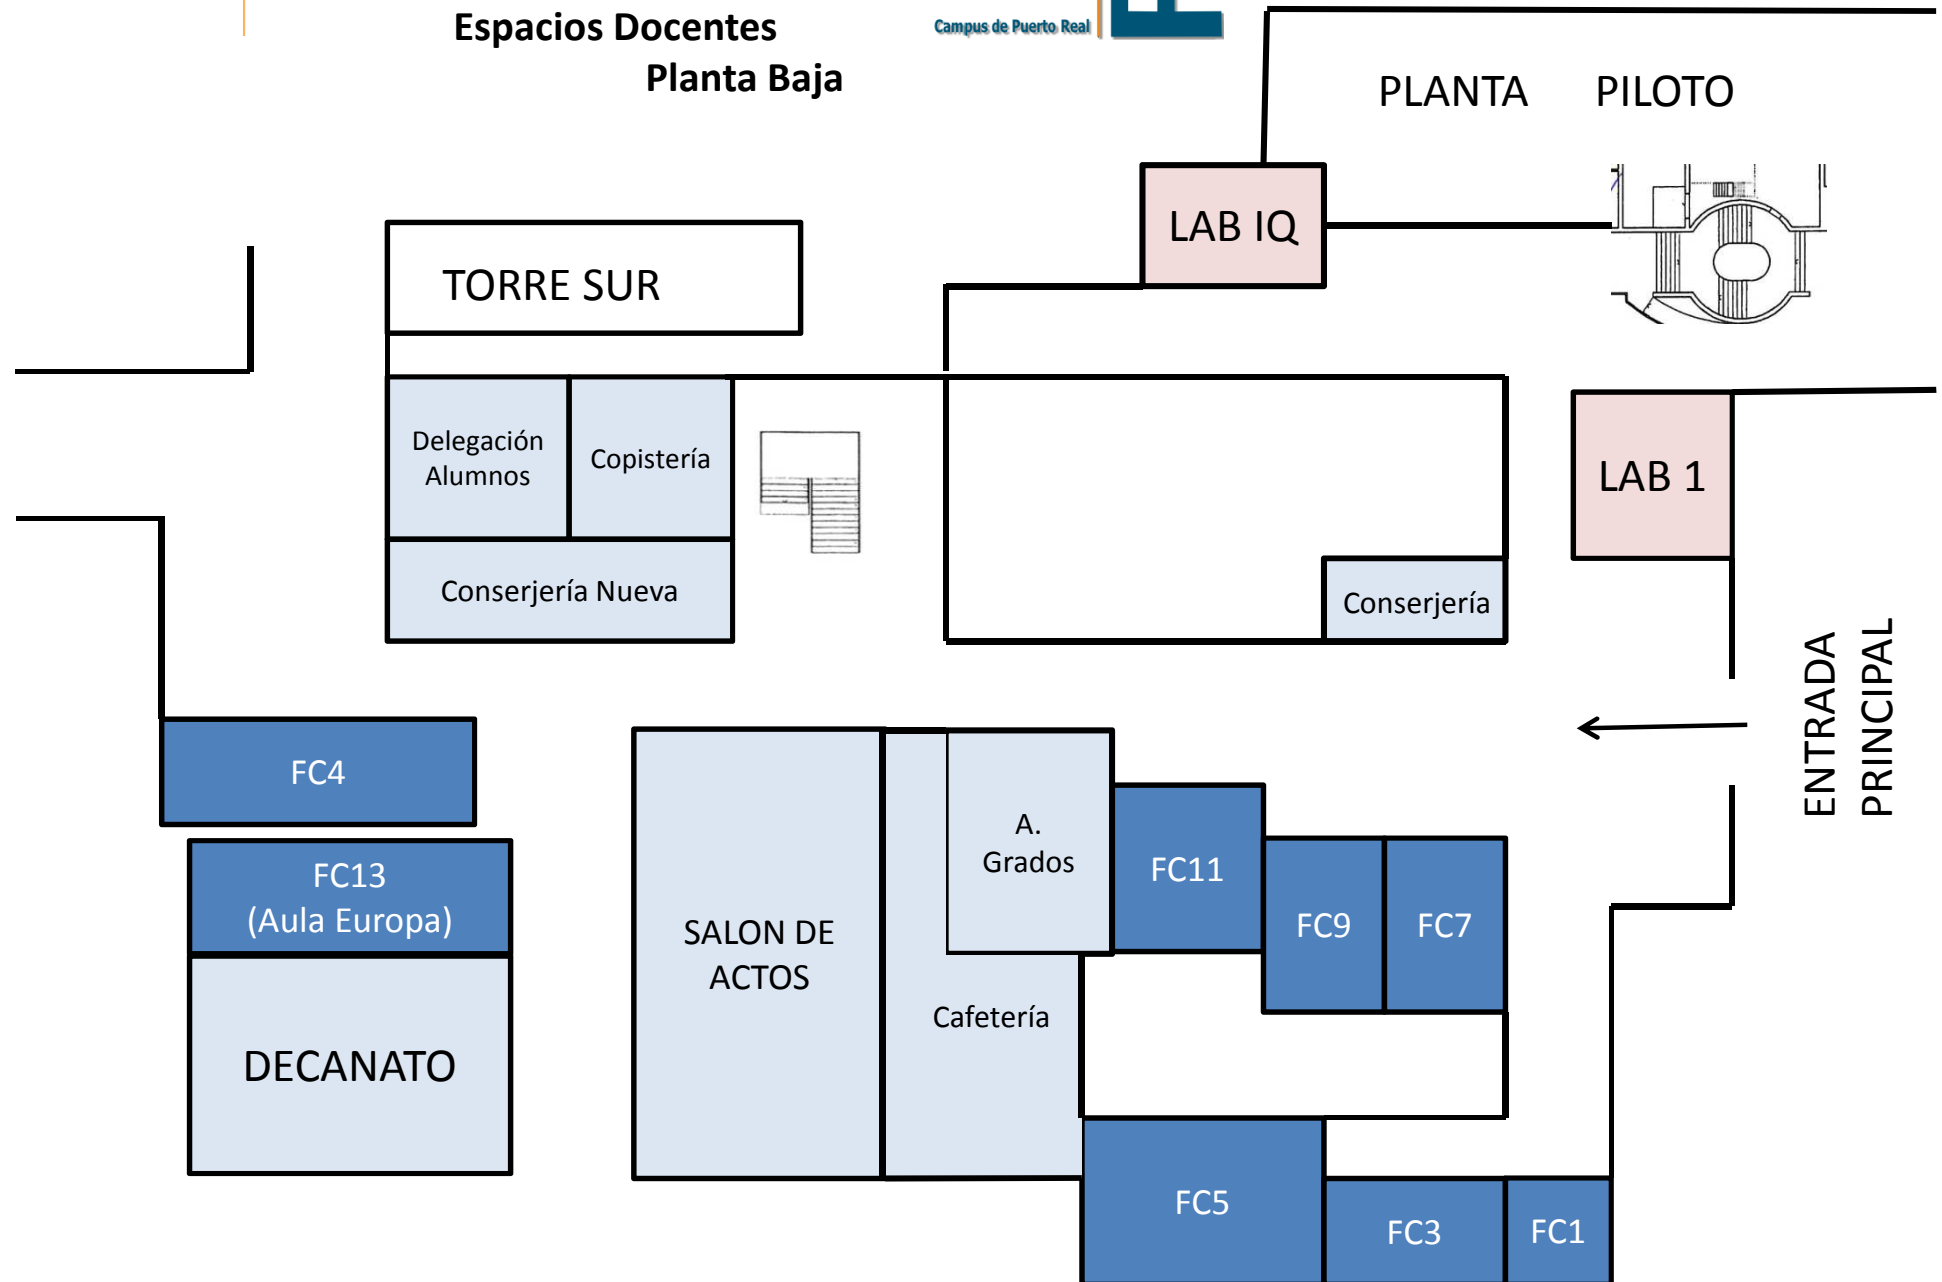 Espacios Docentes
Planta Baja
Campus de Puerto Real
PLANTA PILOTO
LAB IQ
TORRE SUR
Delegación
Alumnos
Copistería
LAB 1
Conserjería Nueva
Conserjería
ENTRADA
PRINCIPAL
FC4
FC13
(Aula Europa)
DECANATO
SALON DE
ACTOS
A.
Grados
Cafetería
FC11
FC9
FC7
FC5
FC3
FC1